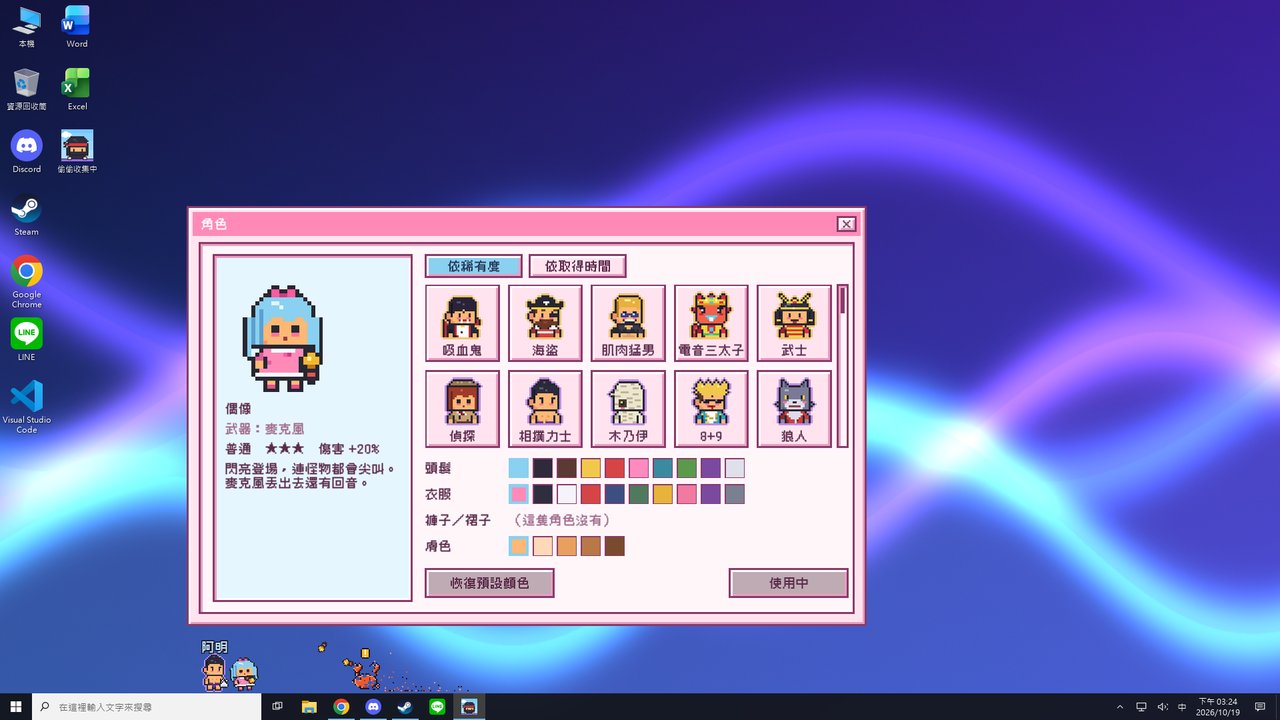 本機
Word
資源回收筒
Excel
Discord
偷偷收集中
Steam
Google
Chrome
LINE
LINE
Visual Studio
Code
角色
依稀有度
依取得時間
吸血鬼
海盜
肌肉猛男
電音三太子
武士
偵探
相撲力士
木乃伊
8+9
狼人
偶像
武器：麥克風
普通 ★★★ 傷害 +20%
閃亮登場，連怪物都會尖叫。
麥克風丟出去還有回音。
頭髮
衣服
褲子／褶子 （這隻角色沒有）
膚色
恢復預設顏色
使用中
阿明
在這裡輸入文字來搜尋
中
下午 03:24
2026/10/19